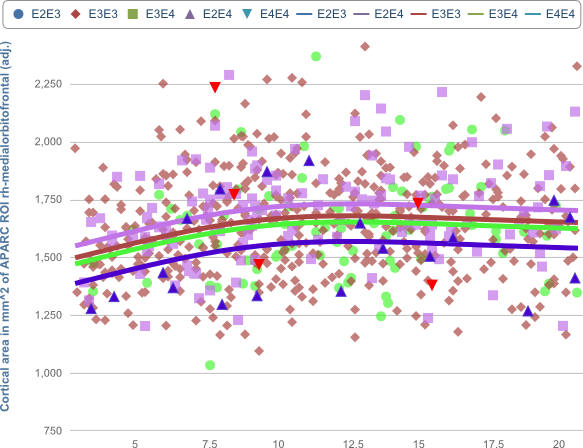 E2E3 E3E3 E3E4 E2E4 E4E4 E2E3 E2E4 E3E3 E3E4 E4E4
Cortical area in mm^2 of APARC ROI rh-medialorbitofrontal (adj.)
2,250
2,000
1,750
1,500
1,250
1,000
750
5 7.5 10 12.5 15 17.5 20